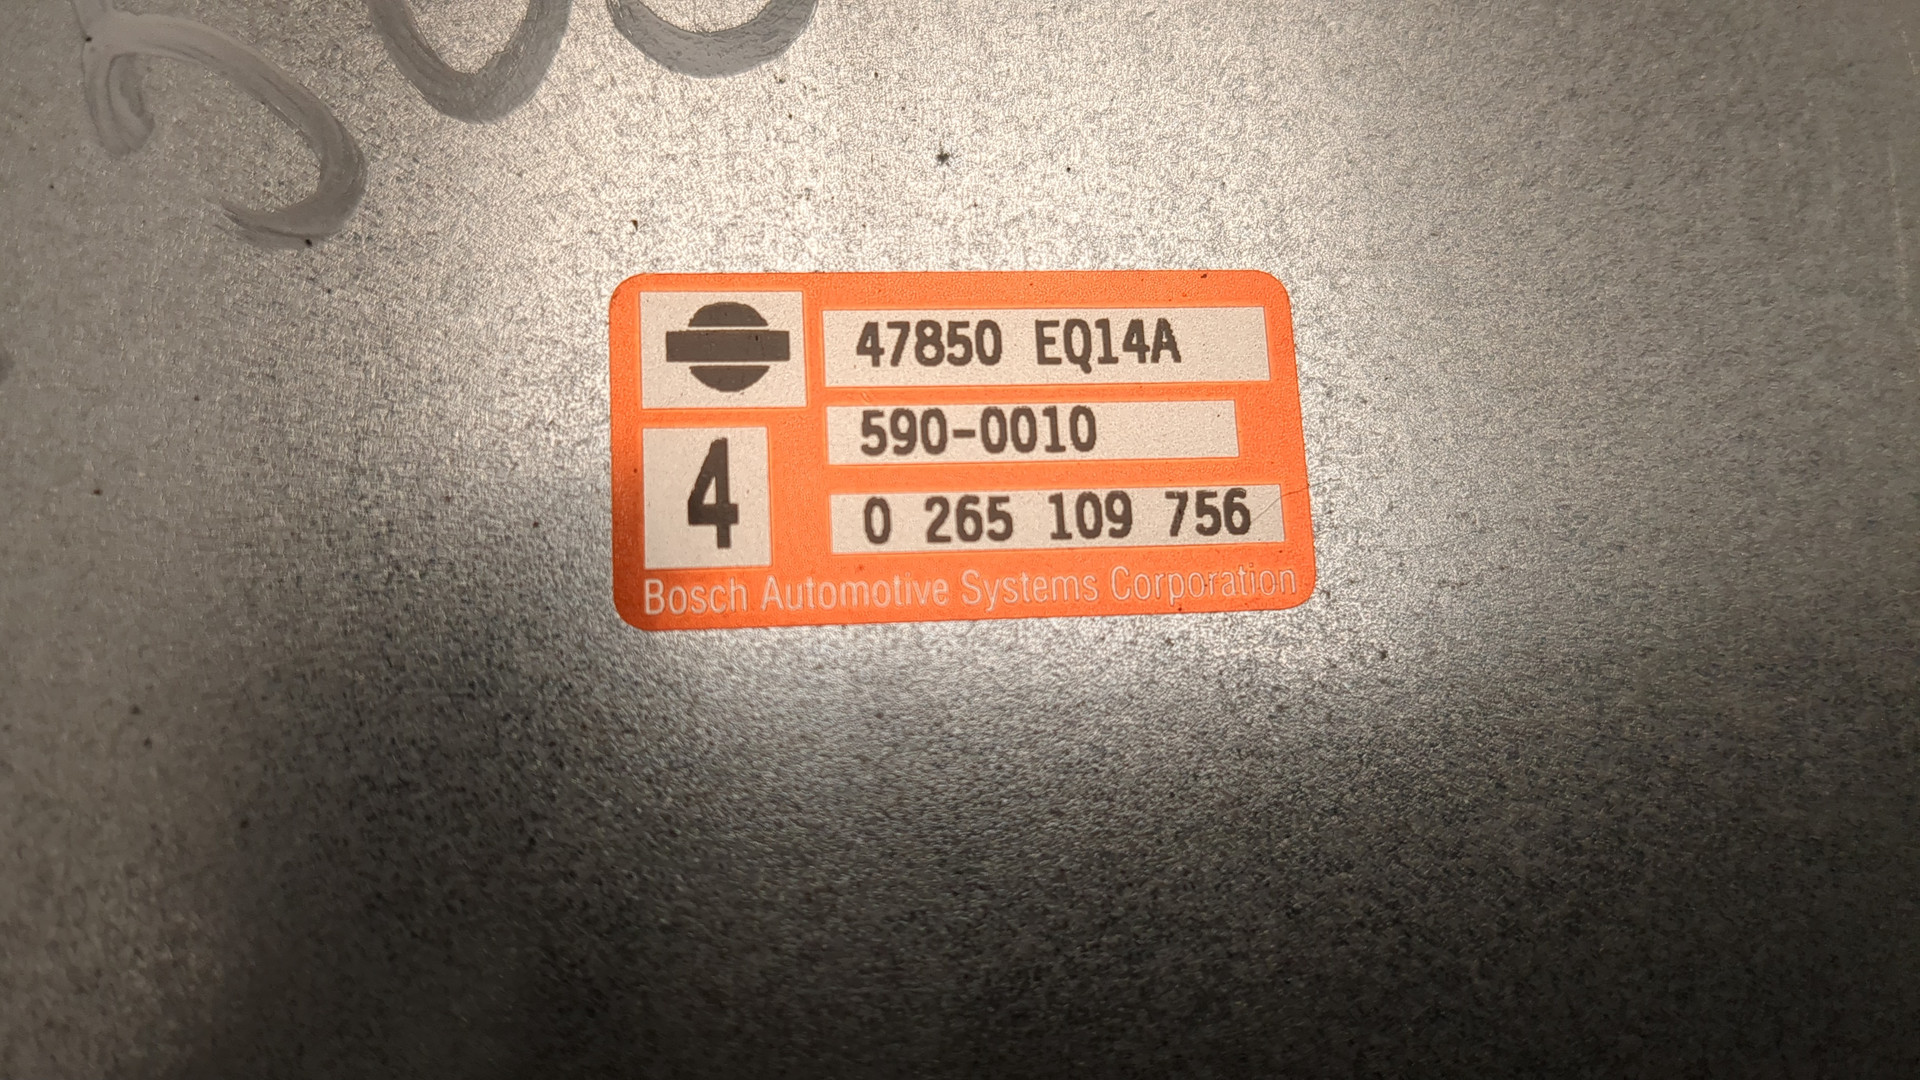 47850 EQ14A
590-0010
4
0 265 109 756
Bosch Automotive Systems Corporation